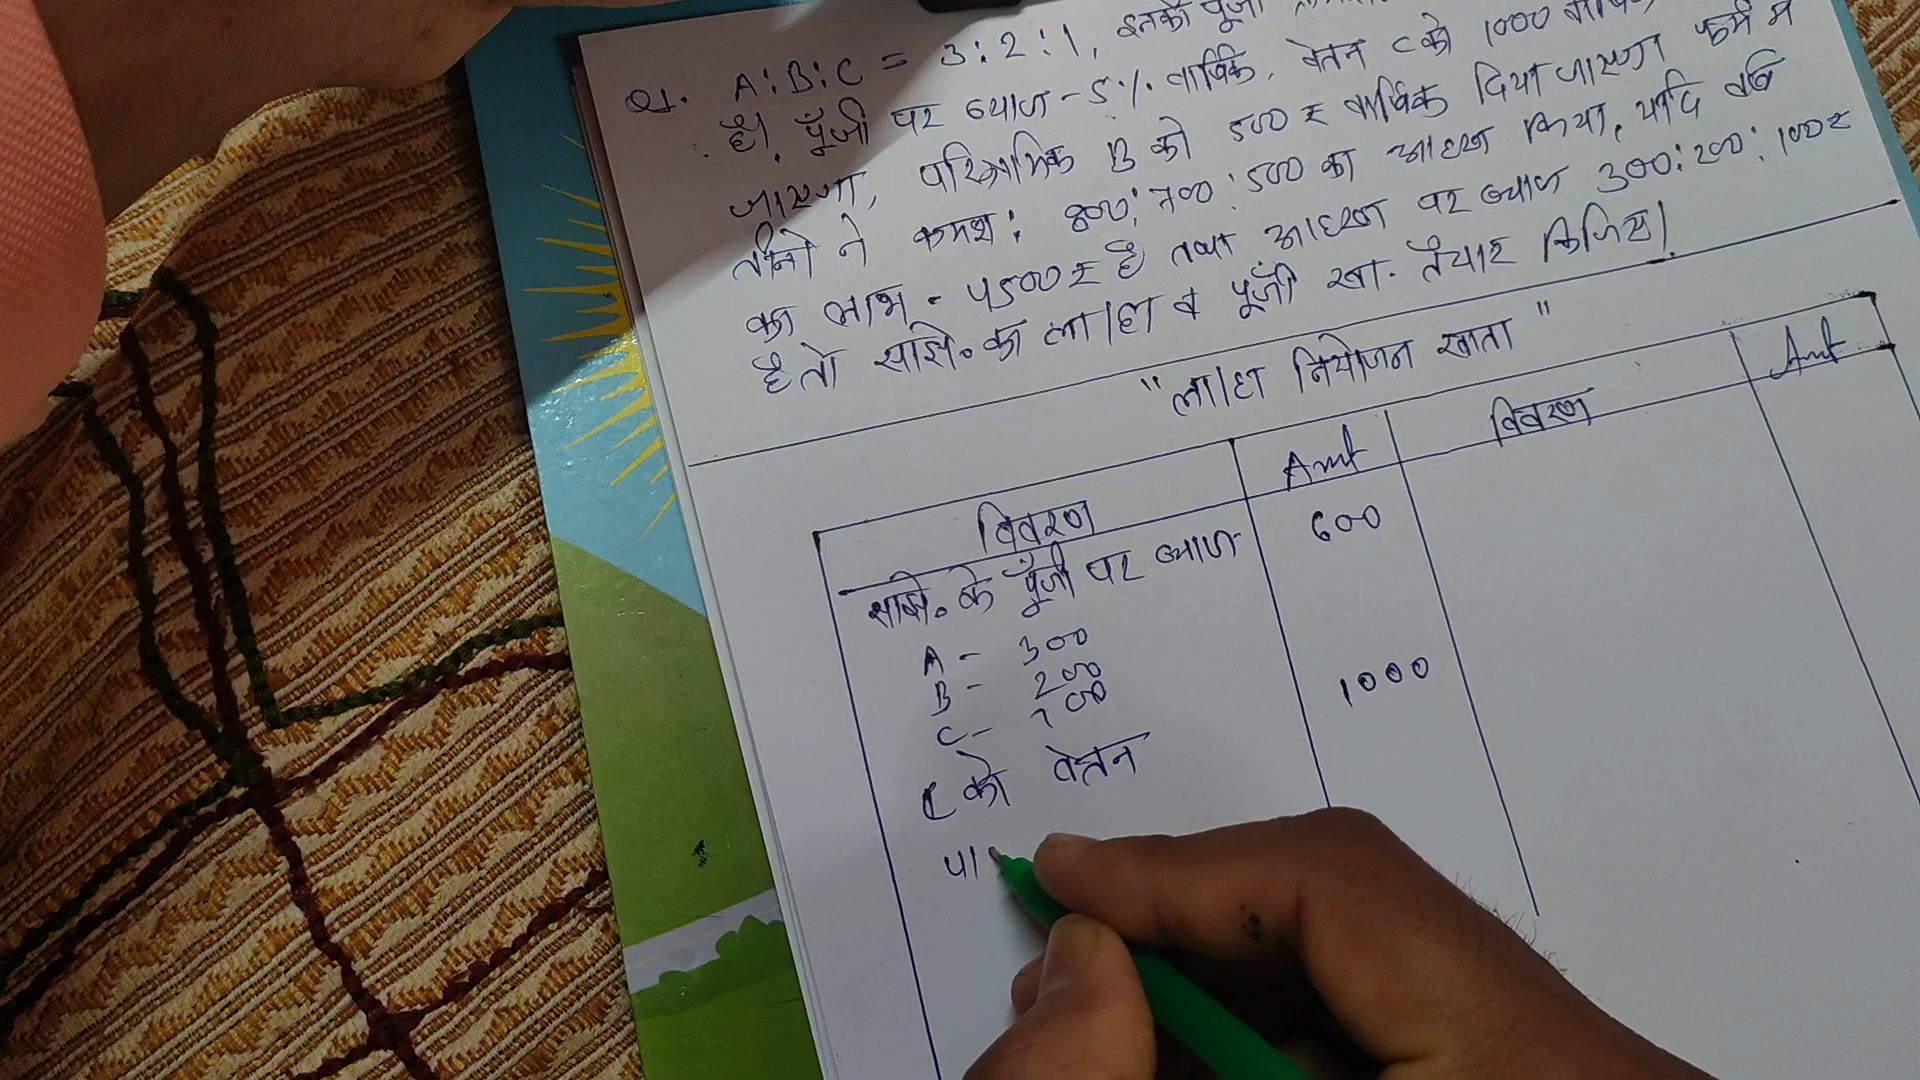 Q1. A:B:C = 3:2:1, इनकी पूंजी
है। पूँजी पर ब्याज - 5% वार्षिक, वेतन C को 1000 वार्षिक
जाएगा, पारिश्रमिक B को 500 ₹ वार्षिक दिया जाएगा फर्म में
तीनो ने क्रमश: 800:700:500 का आहरण किया, यदि वर्ष
का लाभ - 4500 ₹ है तथा आहरण पर ब्याज 300:200:100 ₹
है तो साझे० का ला/हा व पूँजी खा. तैयार किजिय।
"ला/हा नियोजन खाता"
विवरण Amt विवरण Amt
साझे. के पूँजी पर ब्याज 600
A - 300
B - 200
C - 100
C को वेतन 1000
पा